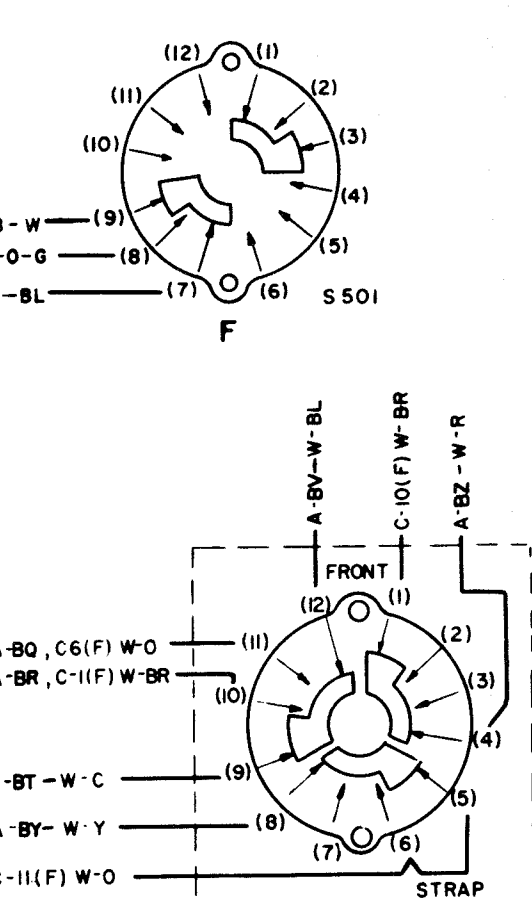 (12) (1)
(11) (2)
(10) (3)
(4)
-W (9)
-O-G (8) (5)
-BL (7) (6) S 501
F
A-BV-W-BL
C-10(F) W-BR
A-BZ-W-R
FRONT
(12) (1)
-BQ, C6(F) W-O (11) (2)
-BR, C-1(F) W-BR
(10) (3)
(4)
-BT-W-C (9)
(5)
-BY-W-Y (8)
(7) (6)
-11(F) W-O
STRAP